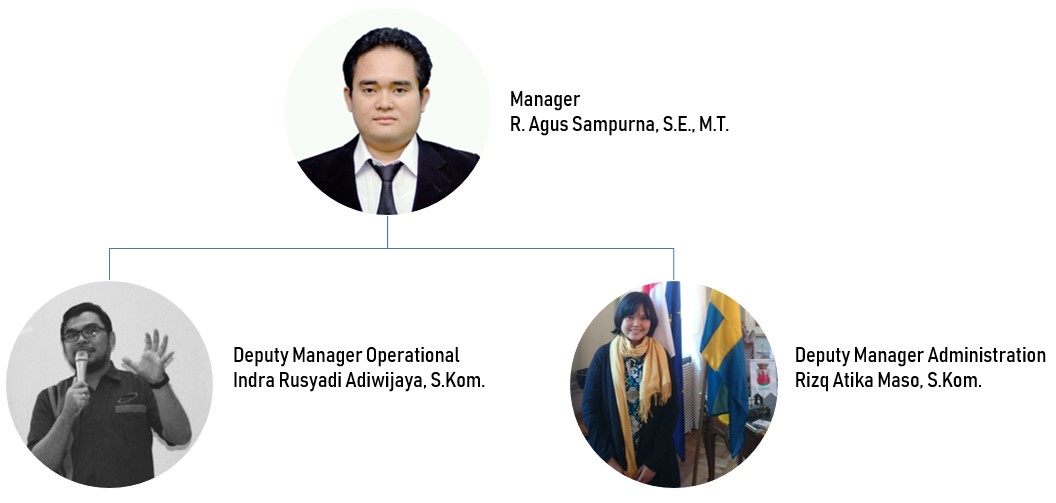 Manager
R. Agus Sampurna, S.E., M.T.
Deputy Manager Operational
Indra Rusyadi Adiwijaya, S.Kom.
Deputy Manager Administration
Rizq Atika Maso, S.Kom.